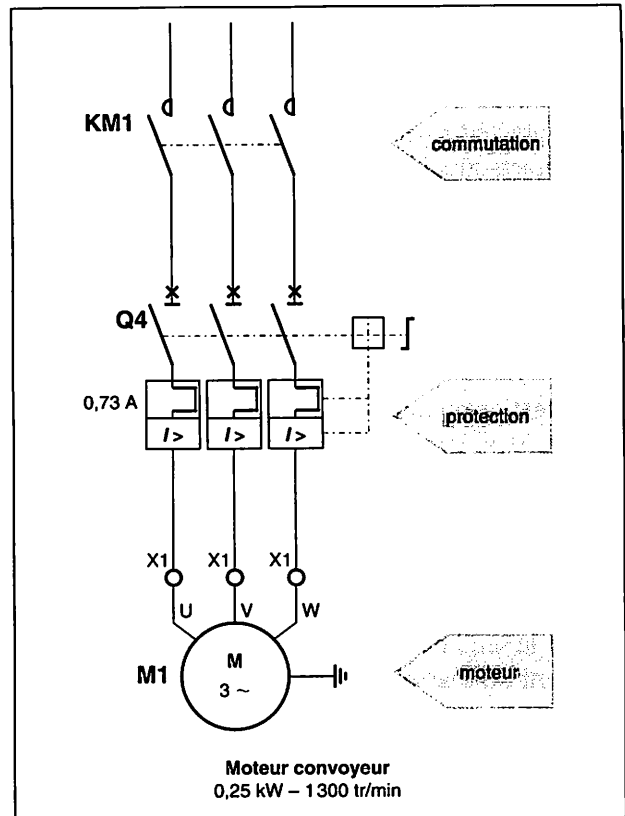 KM1
commutation
Q4
0,73 A
I > I > I >
protection
X1 X1 X1
U V W
M1
M
3 ~
moteur
Moteur convoyeur
0,25 kW – 1300 tr/min